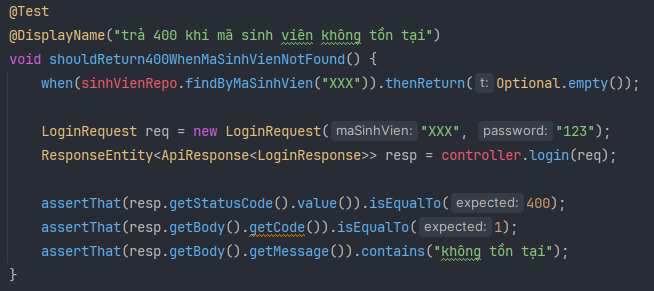 @Test
@DisplayName("trả 400 khi mã sinh viên không tồn tại")
void shouldReturn400WhenMaSinhVienNotFound() {
when(sinhVienRepo.findByMaSinhVien("XXX")).thenReturn( t: Optional.empty());
LoginRequest req = new LoginRequest( maSinhVien: "XXX", password: "123");
ResponseEntity<ApiResponse<LoginResponse>> resp = controller.login(req);
assertThat(resp.getStatusCode().value()).isEqualTo( expected: 400);
assertThat(resp.getBody().getCode()).isEqualTo( expected: 1);
assertThat(resp.getBody().getMessage()).contains("không tồn tại");
}